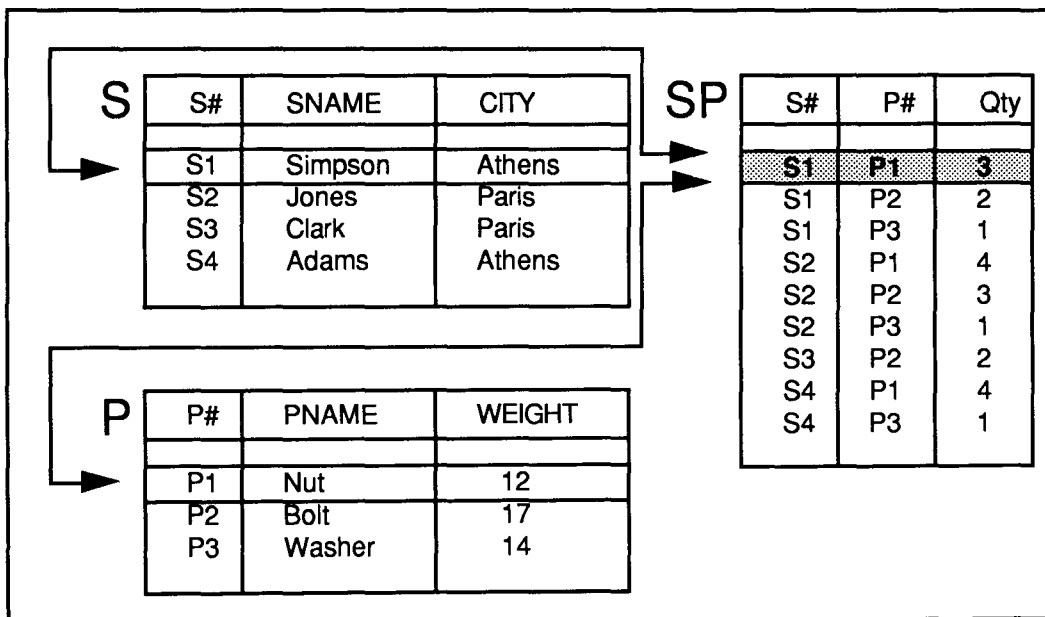 S
S# SNAME CITY
S1 Simpson Athens
S2 Jones Paris
S3 Clark Paris
S4 Adams Athens
P
P# PNAME WEIGHT
P1 Nut 12
P2 Bolt 17
P3 Washer 14
SP
S# P# Qty
S1 P1 3
S1 P2 2
S1 P3 1
S2 P1 4
S2 P2 3
S2 P3 1
S3 P2 2
S4 P1 4
S4 P3 1